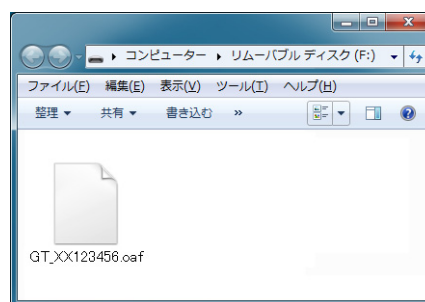 コンピューター ▸ リムーバブル ディスク (F:)
ファイル(F) 編集(E) 表示(V) ツール(T) ヘルプ(H)
整理 ▼ 共有 ▼ 書き込む »
GT_XX123456.oaf